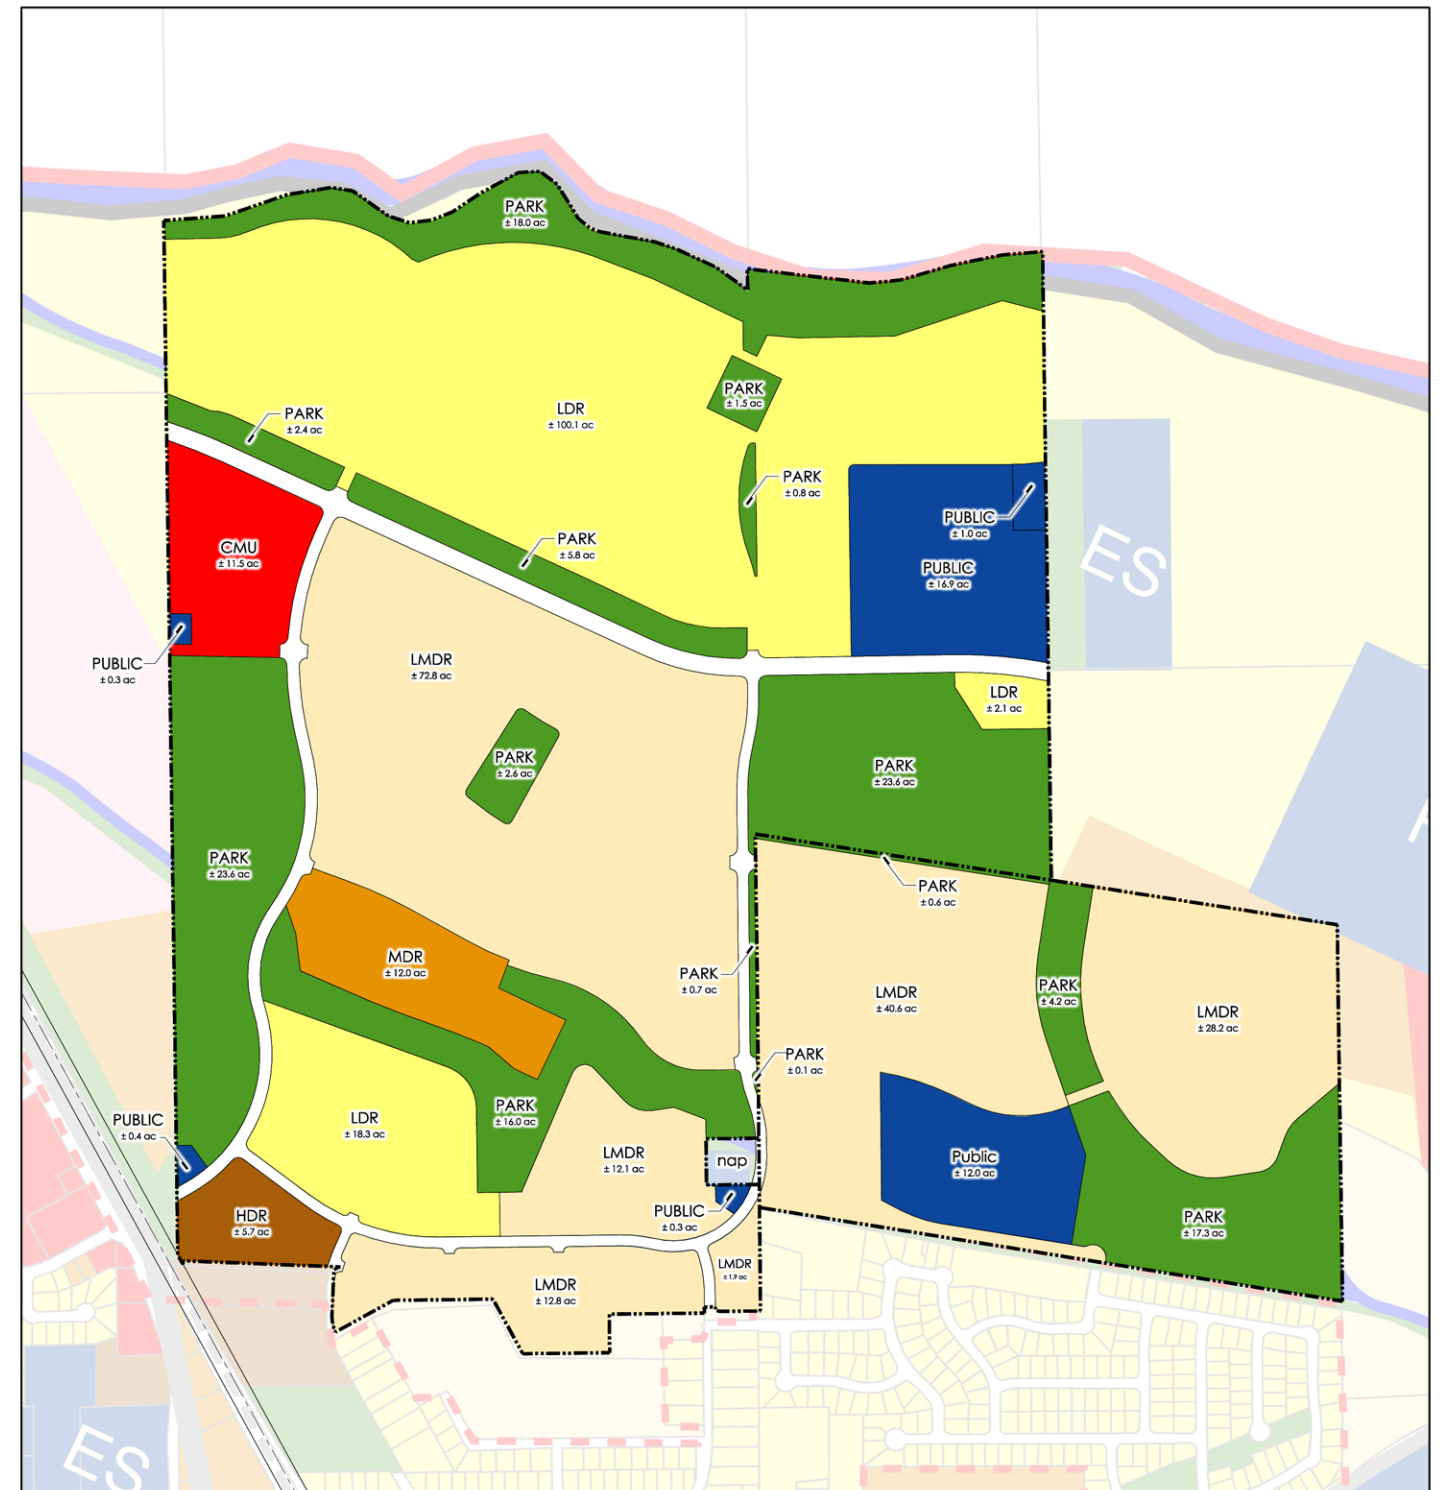 PARK
± 18.0 ac
PARK
± 1.5 ac
PARK
± 2.4 ac
LDR
± 100.1 ac
PARK
± 0.8 ac
PUBLIC
± 1.0 ac
ES
PARK
± 5.8 ac
CMU
± 11.5 ac
PUBLIC
± 16.9 ac
PUBLIC
± 0.3 ac
LMDR
± 72.8 ac
LDR
± 2.1 ac
PARK
± 2.6 ac
PARK
± 23.6 ac
PARK
± 23.6 ac
PARK
± 0.6 ac
MDR
± 12.0 ac
PARK
± 0.7 ac
LMDR
± 40.6 ac
PARK
± 4.2 ac
LMDR
± 28.2 ac
PARK
± 0.1 ac
PUBLIC
± 0.4 ac
LDR
± 18.3 ac
PARK
± 16.0 ac
LMDR
± 12.1 ac
nap
Public
± 12.0 ac
HDR
± 5.7 ac
PUBLIC
± 0.3 ac
PARK
± 17.3 ac
LMDR
± 12.8 ac
LMDR
± 1.9 ac
ES